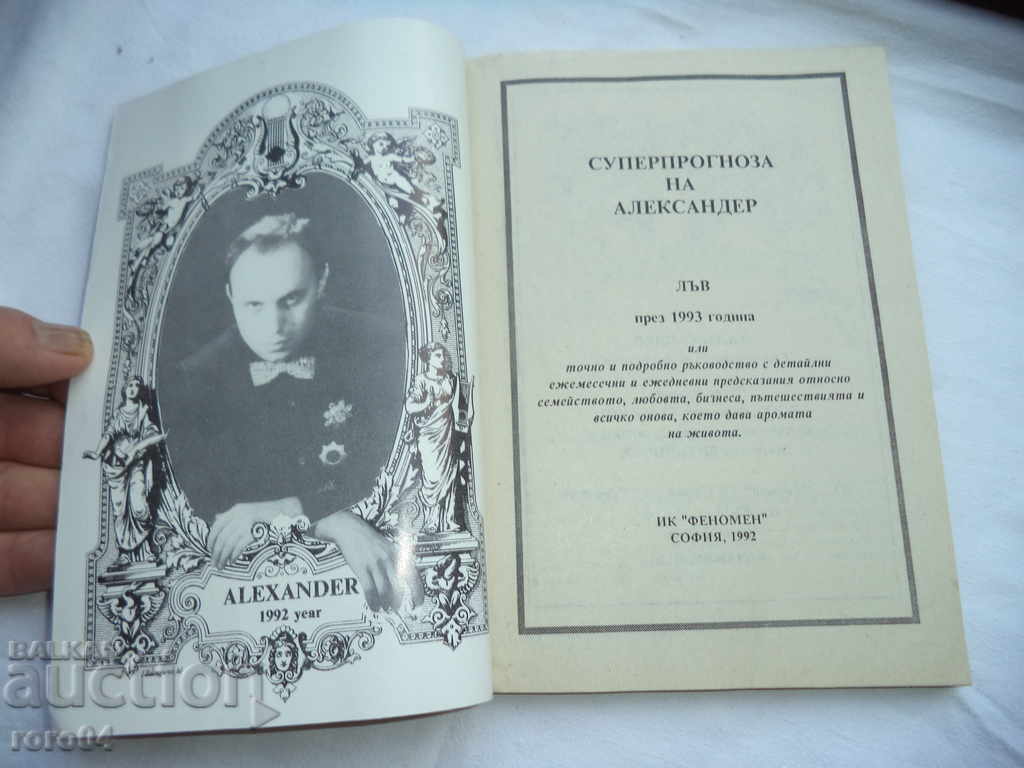 ALEXANDER
1992 year
СУПЕРПРОГНОЗА
НА
АЛЕКСАНДЕР
ЛЪВ
през 1993 година
или
точно и подробно ръководство с детайлни
ежемесечни и ежедневни предсказания относно
семейството, любовта, бизнеса, пътешествията и
всичко онова, което дава аромата
на живота.
ИК "ФЕНОМЕН"
СОФИЯ, 1992
BALKAN
auction
roro04